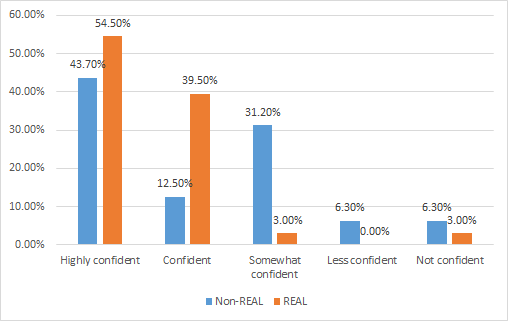 60.00%
50.00%
40.00%
30.00%
20.00%
10.00%
0.00%
43.70%
54.50%
12.50%
39.50%
31.20%
3.00%
6.30%
0.00%
6.30%
3.00%
Highly confident
Confident
Somewhat
confident
Less confident
Not confident
Non-REAL
REAL